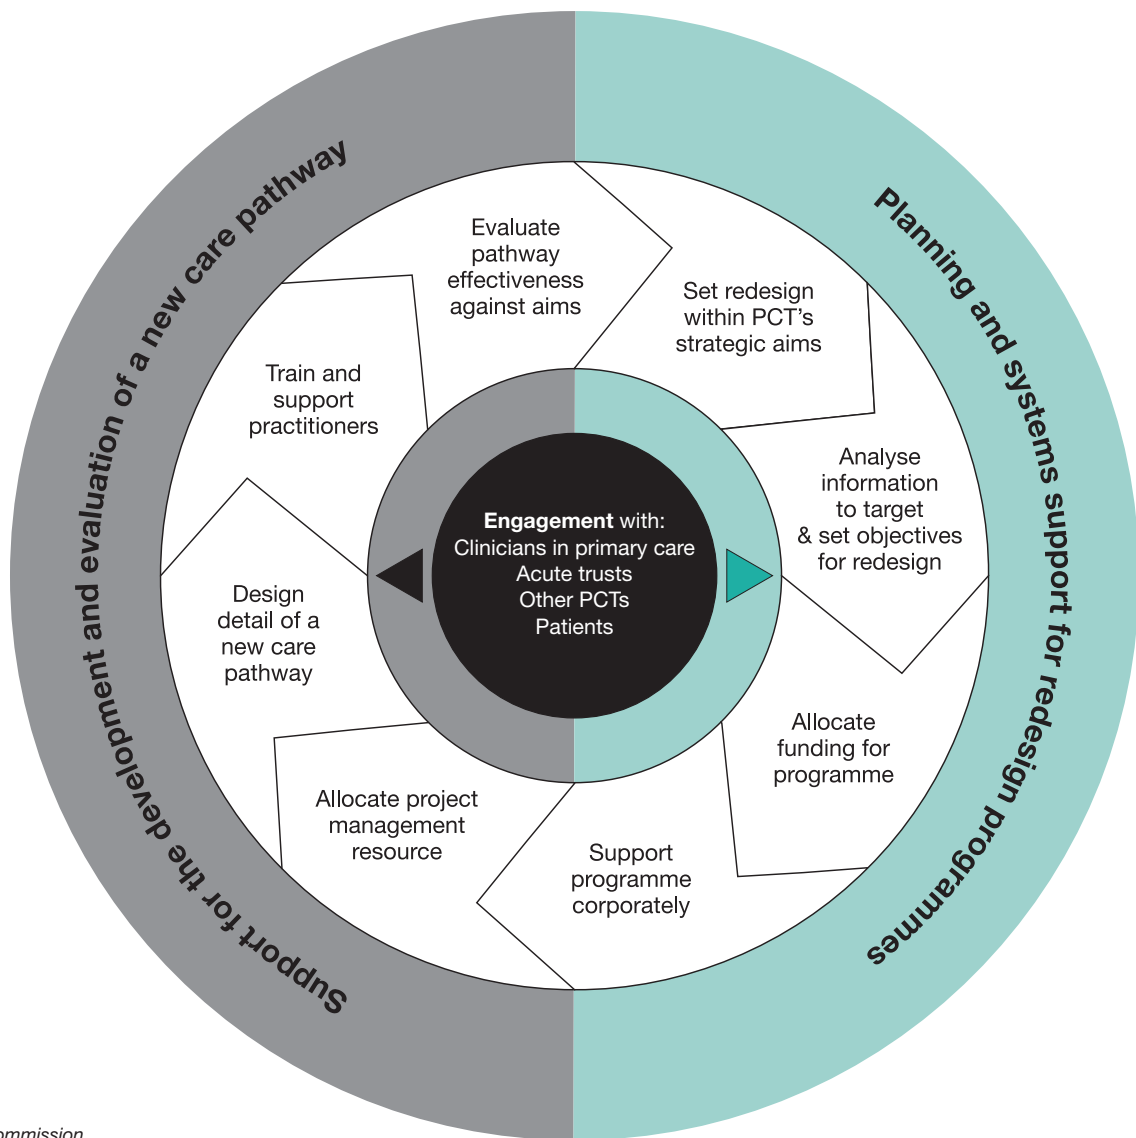 Support for the development and evaluation of a new care pathway
Planning and systems support for redesign programmes
Evaluate
pathway
effectiveness
against aims
Set redesign
within PCT’s
strategic aims
Analyse
information
to target
& set objectives
for redesign
Allocate
funding for
programme
Support
programme
corporately
Allocate project
management
resource
Design
detail of a
new care
pathway
Train and
support
practitioners
Engagement with:
Clinicians in primary care
Acute trusts
Other PCTs
Patients